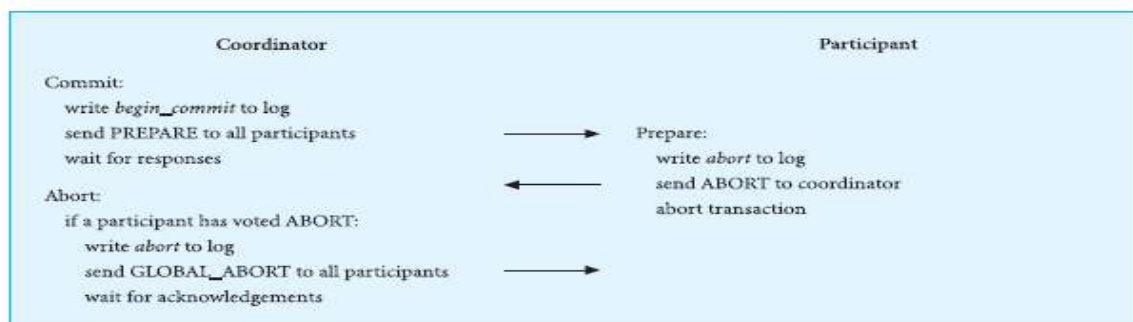 Coordinator
Participant
Commit:
write begin_commit to log
send PREPARE to all participants
wait for responses
Prepare:
write abort to log
send ABORT to coordinator
abort transaction
Abort:
if a participant has voted ABORT:
write abort to log
send GLOBAL_ABORT to all participants
wait for acknowledgements